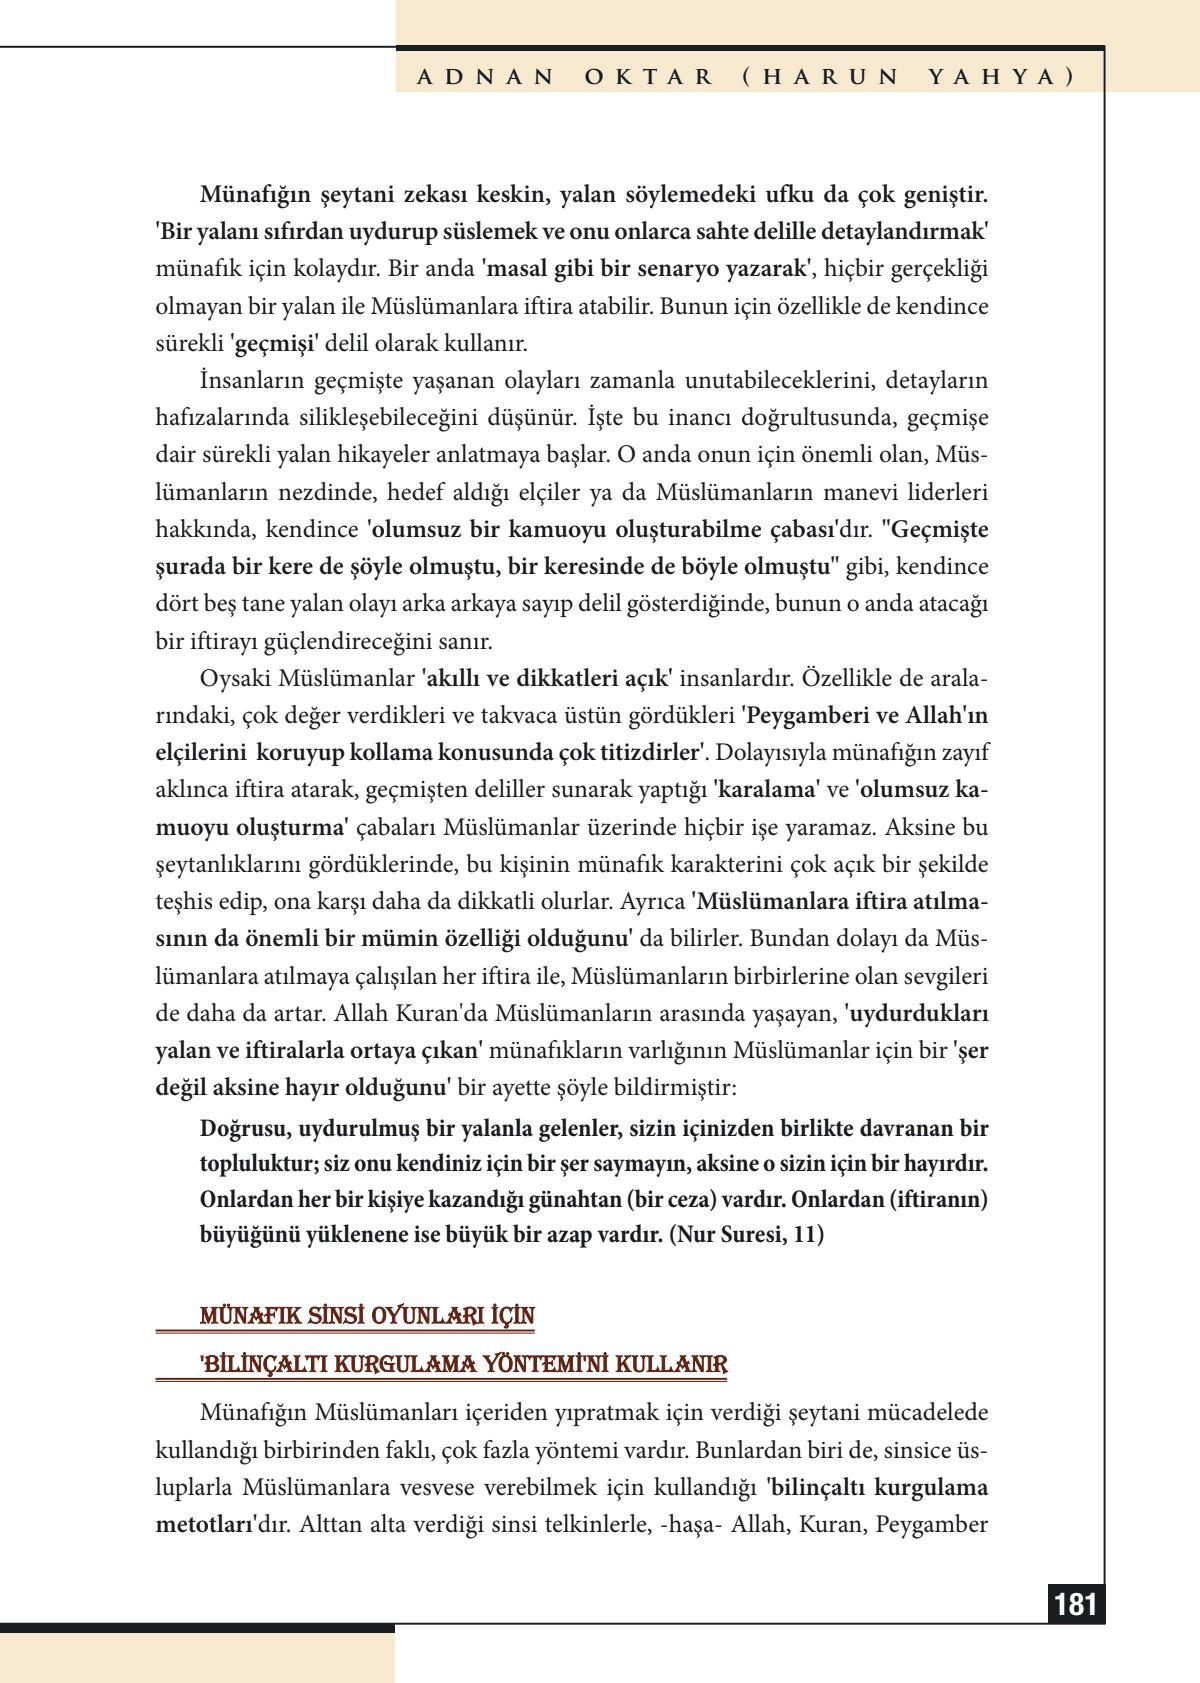 ADNAN OKTAR (HARUN YAHYA)
Münafığın şeytani zekası keskin, yalan söylemedeki ufku da çok geniştir.
'Bir yalanı sıfırdan uydurup süslemek ve onu onlarca sahte delille detaylandırmak'
münafık için kolaydır. Bir anda 'masal gibi bir senaryo yazarak', hiçbir gerçekliği
olmayan bir yalan ile Müslümanlara iftira atabilir. Bunun için özellikle de kendince
sürekli 'geçmişi' delil olarak kullanır.
İnsanların geçmişte yaşanan olayları zamanla unutabileceklerini, detayların
hafızalarında silikleşebileceğini düşünür. İşte bu inancı doğrultusunda, geçmişe
dair sürekli yalan hikayeler anlatmaya başlar. O anda onun için önemli olan, Müs-
lümanların nezdinde, hedef aldığı elçiler ya da Müslümanların manevi liderleri
hakkında, kendince 'olumsuz bir kamuoyu oluşturabilme çabası'dır. "Geçmişte
şurada bir kere de şöyle olmuştu, bir keresinde de böyle olmuştu" gibi, kendince
dört beş tane yalan olayı arka arkaya sayıp delil gösterdiğinde, bunun o anda atacağı
bir iftirayı güçlendireceğini sanır.
Oysaki Müslümanlar 'akıllı ve dikkatleri açık' insanlardır. Özellikle de arala-
rındaki, çok değer verdikleri ve takvaca üstün gördükleri 'Peygamberi ve Allah'ın
elçilerini koruyup kollama konusunda çok titizdirler'. Dolayısıyla münafığın zayıf
aklınca iftira atarak, geçmişten deliller sunarak yaptığı 'karalama' ve 'olumsuz ka-
muoyu oluşturma' çabaları Müslümanlar üzerinde hiçbir işe yaramaz. Aksine bu
şeytanlıklarını gördüklerinde, bu kişinin münafık karakterini çok açık bir şekilde
teşhis edip, ona karşı daha da dikkatli olurlar. Ayrıca 'Müslümanlara iftira atılma-
sının da önemli bir mümin özelliği olduğunu' da bilirler. Bundan dolayı da Müs-
lümanlara atılmaya çalışılan her iftira ile, Müslümanların birbirlerine olan sevgileri
de daha da artar. Allah Kuran'da Müslümanların arasında yaşayan, 'uydurdukları
yalan ve iftiralarla ortaya çıkan' münafıkların varlığının Müslümanlar için bir 'şer
değil aksine hayır olduğunu' bir ayette şöyle bildirmiştir:
Doğrusu, uydurulmuş bir yalanla gelenler, sizin içinizden birlikte davranan bir
topluluktur; siz onu kendiniz için bir şer saymayın, aksine o sizin için bir hayırdır.
Onlardan her bir kişiye kazandığı günahtan (bir ceza) vardır. Onlardan (iftiranın)
büyüğünü yüklenene ise büyük bir azap vardır. (Nur Suresi, 11)
MÜNAFIK SİNSİ OYUNLARI İÇİN
'BİLİNÇALTI KURGULAMA YÖNTEMİ'Nİ KULLANIR
Münafığın Müslümanları içeriden yıpratmak için verdiği şeytani mücadelede
kullandığı birbirinden faklı, çok fazla yöntemi vardır. Bunlardan biri de, sinsice üs-
luplarla Müslümanlara vesvese verebilmek için kullandığı 'bilinçaltı kurgulama
metotları'dır. Alttan alta verdiği sinsi telkinlerle, -haşa- Allah, Kuran, Peygamber
181